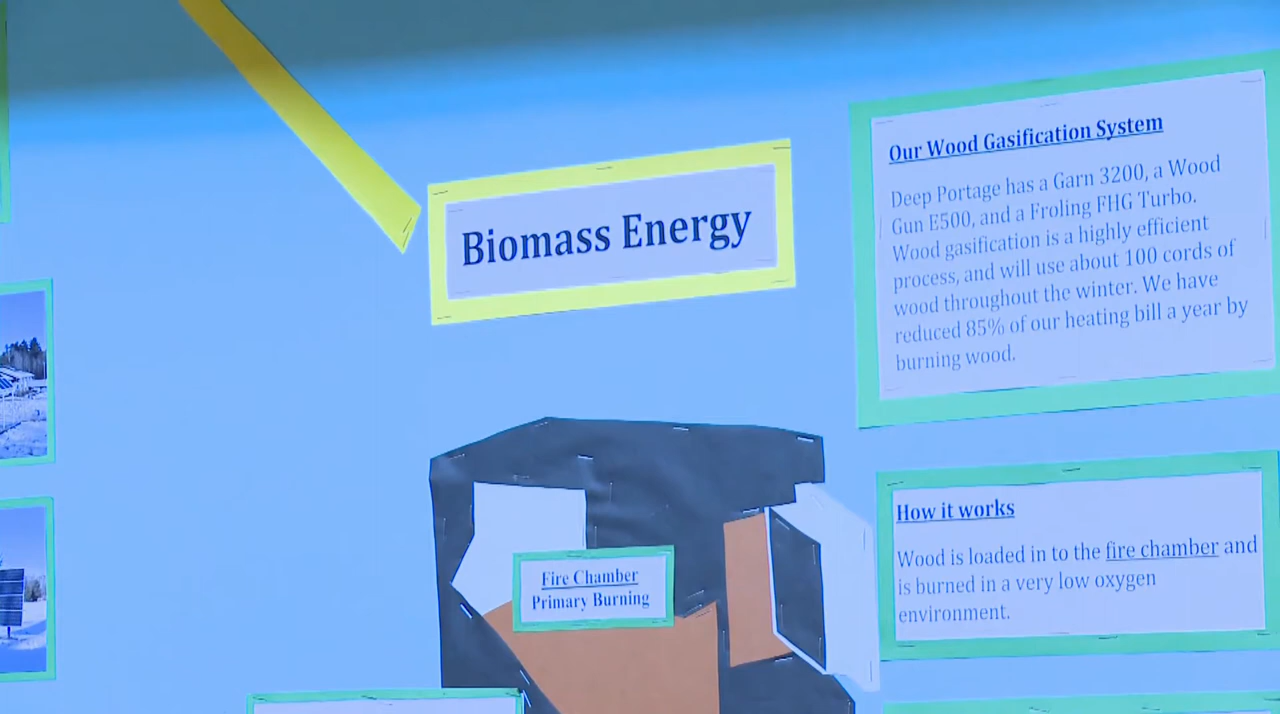 Biomass Energy
Our Wood Gasification System
Deep Portage has a Garn 3200, a Wood
Gun E500, and a Froling FHG Turbo.
Wood gasification is a highly efficient
process, and will use about 100 cords of
wood throughout the winter. We have
reduced 85% of our heating bill a year by
burning wood.
How it works
Wood is loaded in to the fire chamber and
is burned in a very low oxygen
environment.
Fire Chamber
Primary Burning